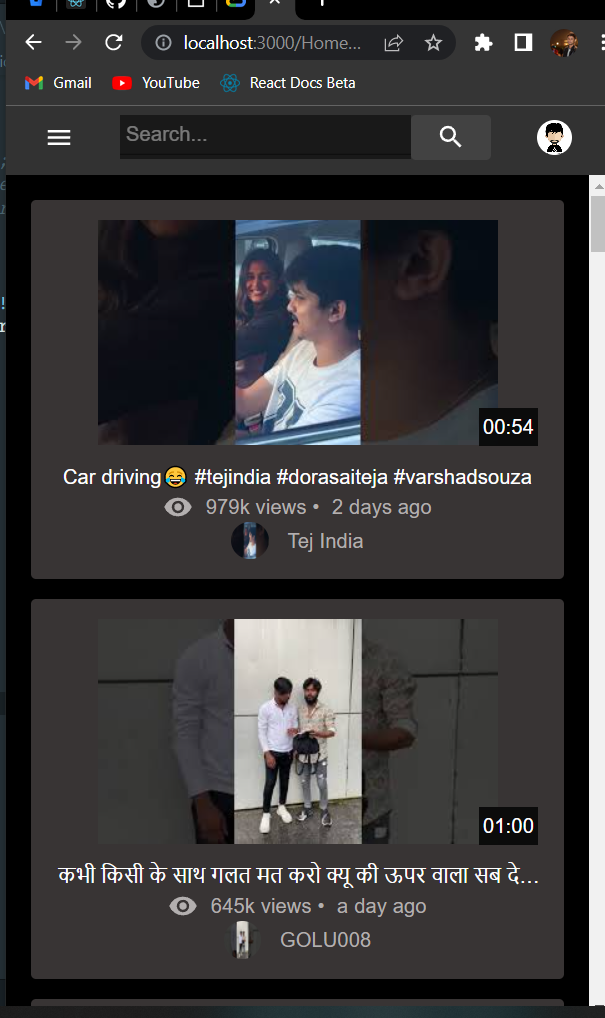 localhost:3000/Home...
Gmail YouTube React Docs Beta
Search...
00:54
Car driving😂 #tejindia #dorasaiteja #varshadsouza
979k views • 2 days ago
Tej India
01:00
कभी किसी के साथ गलत मत करो क्यू की ऊपर वाला सब दे...
645k views • a day ago
GOLU008